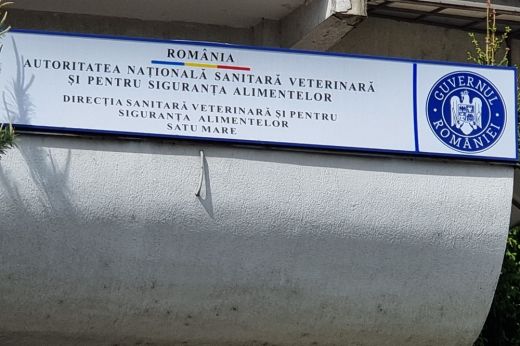 ROMÂNIA
AUTORITATEA NAȚIONALĂ SANITARĂ VETERINARĂ
ȘI PENTRU SIGURANȚA ALIMENTELOR
DIRECȚIA SANITARĂ VETERINARĂ ȘI PENTRU
SIGURANȚA ALIMENTELOR
SATU MARE
GUVERNUL
ROMÂNIEI